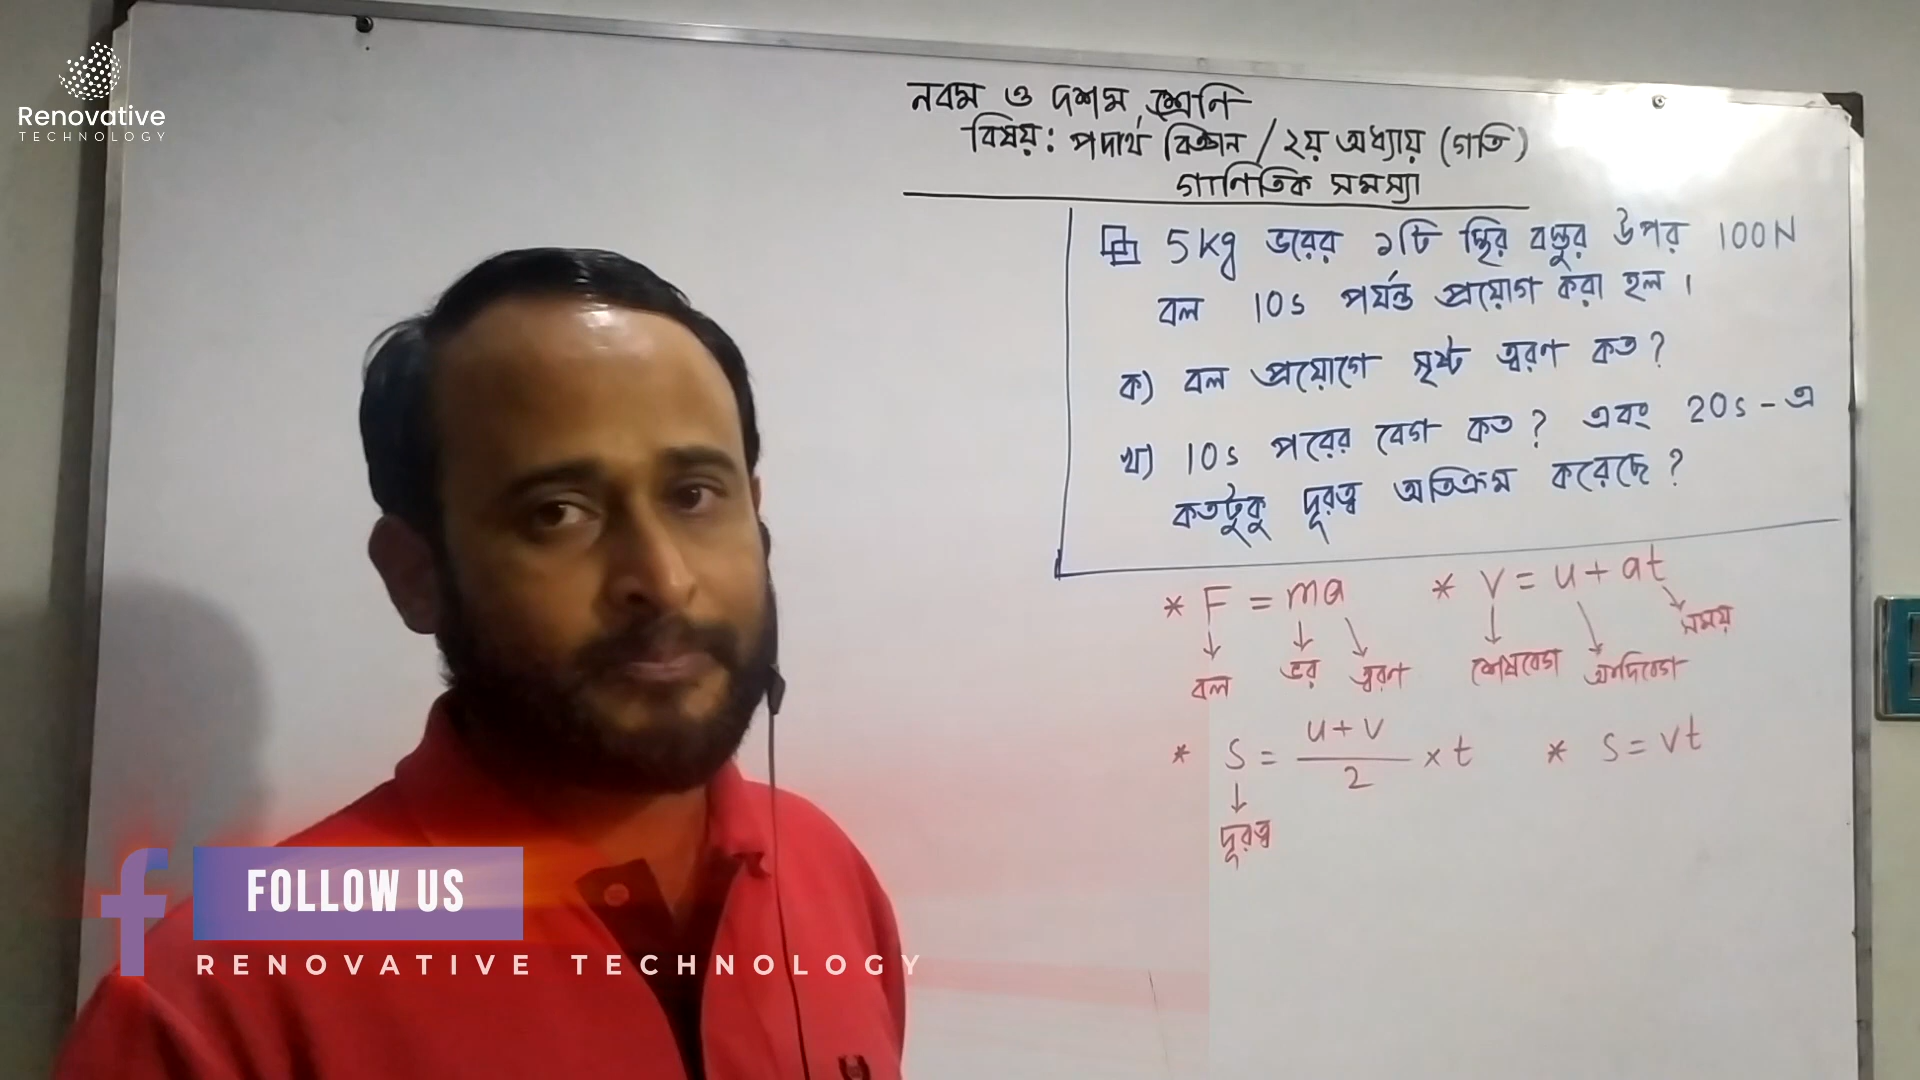 Renovative
TECHNOLOGY
নবম ও দশম শ্রেণি
বিষয়: পদার্থ বিজ্ঞান / ২য় অধ্যায় (গতি)
গাণিতিক সমস্যা
5kg ভরের ১টি স্থির বস্তুর উপর 100N
বল 10s পর্যন্ত প্রয়োগ করা হল।
ক) বল প্রয়োগে সৃষ্ট ত্বরণ কত?
খ) 10s পরের বেগ কত? এবং 20s-এ
কতটুকু দূরত্ব অতিক্রম করেছে?
* F = ma * v = u + at
সময়
বল ভর ত্বরণ শেষবেগ আদিবেগ
* s = (u + v)/2 × t * s = vt
দূরত্ব
f FOLLOW US
RENOVATIVE TECHNOLOGY